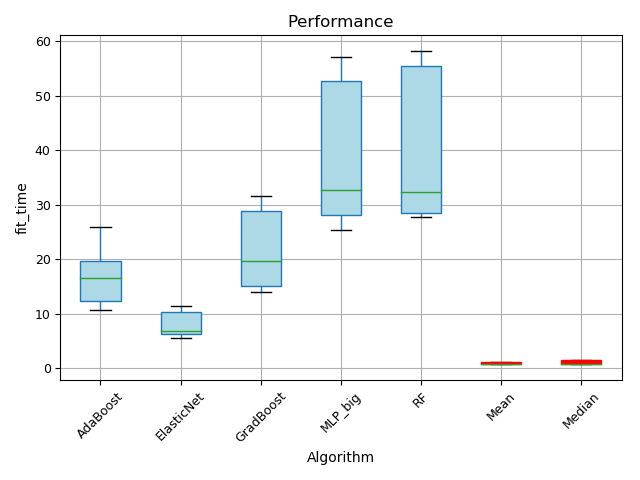 Performance
fit_time
60
50
40
30
20
10
0
AdaBoost
ElasticNet
GradBoost
MLP_big
RF
Mean
Median
Algorithm